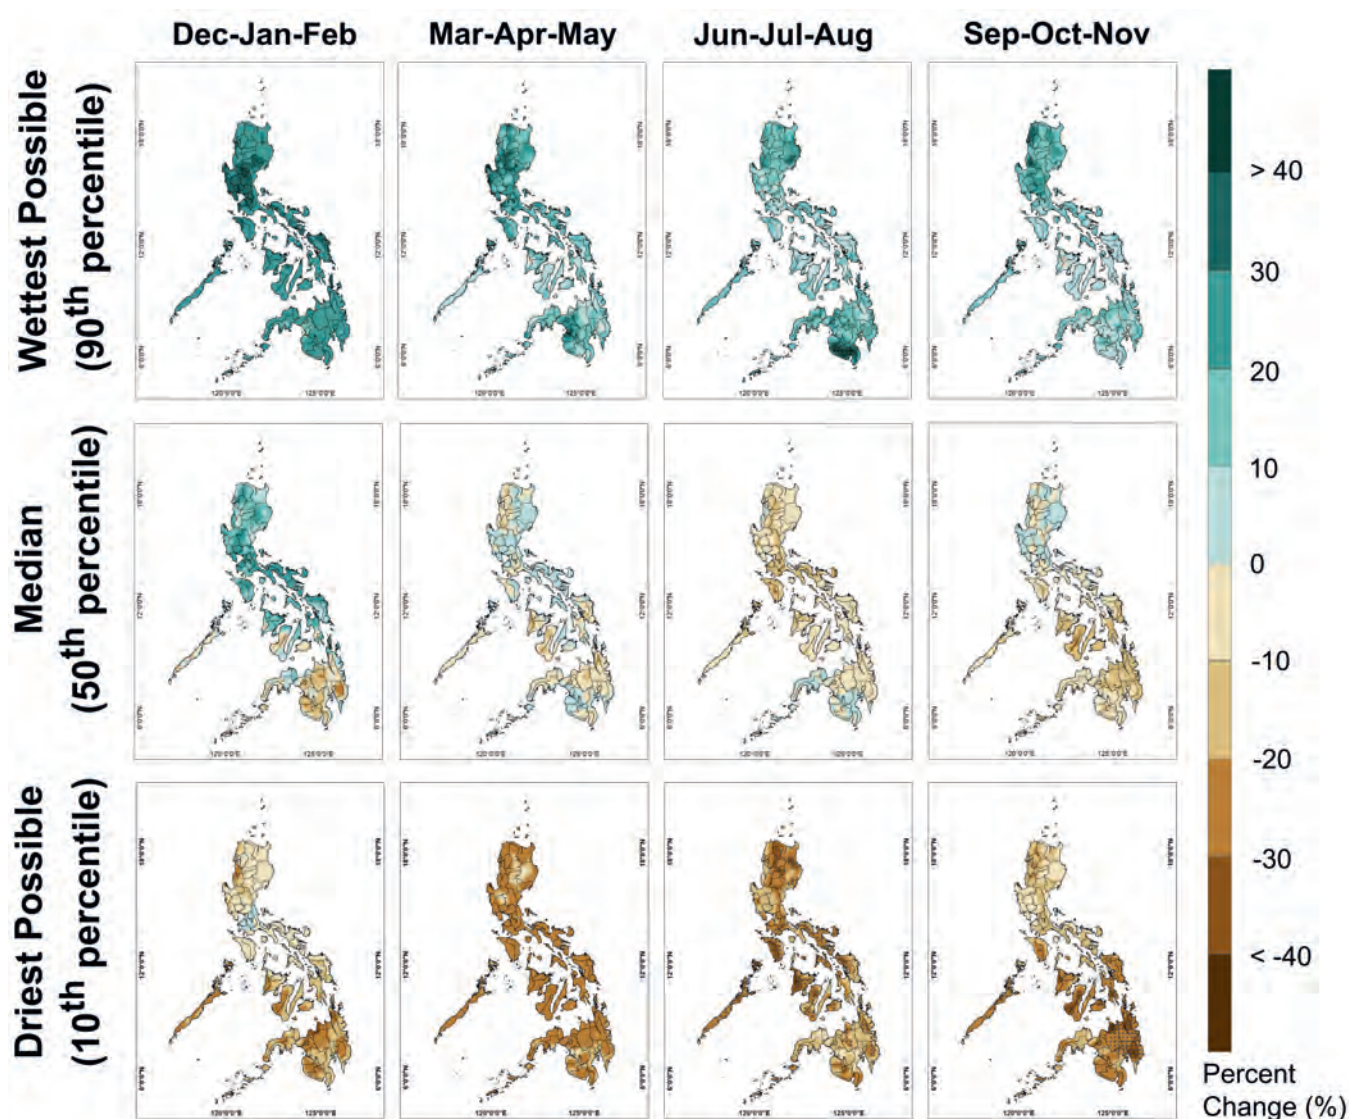 Dec-Jan-Feb Mar-Apr-May Jun-Jul-Aug Sep-Oct-Nov
Wettest Possible
(90th percentile)
> 40
30
20
10
0
-10
-20
-30
< -40
Median
(50th percentile)
Driest Possible
(10th percentile)
Percent
Change (%)